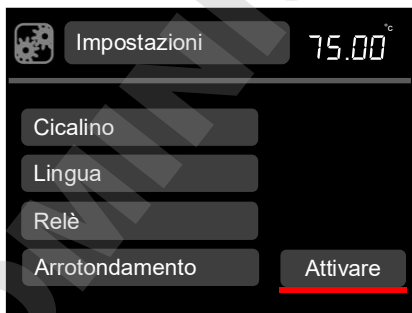 Impostazioni 75.00 °c
Cicalino
Lingua
Relè
Arrotondamento Attivare